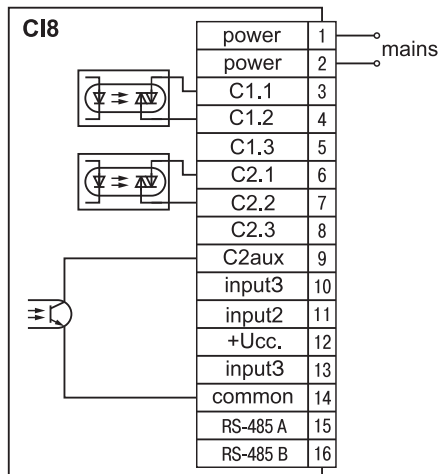 CI8
power 1
mains
power 2
C1.1 3
C1.2 4
C1.3 5
C2.1 6
C2.2 7
C2.3 8
C2aux 9
input3 10
input2 11
+Ucc. 12
input3 13
common 14
RS-485 A 15
RS-485 B 16